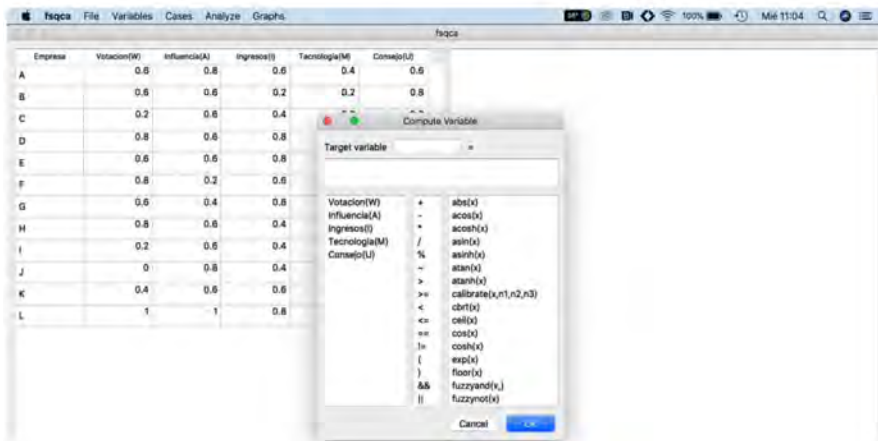 fsqca File Variables Cases Analyze Graphs 100% Mié 11:04
fsqca
Empresa Votacion(W) Influencia(A) Ingresos(I) Tecnología(M) Consejo(U)
A 0.6 0.8 0.6 0.4 0.6
B 0.6 0.6 0.2 0.2 0.8
C 0.2 0.6 0.4
D 0.8 0.6 0.8
E 0.6 0.6 0.8
F 0.8 0.2 0.6
G 0.6 0.4 0.8
H 0.8 0.6 0.4
I 0.2 0.6 0.4
J 0 0.8 0.4
K 0.4 0.6 0.6
L 1 1 0.8
Compute Variable
Target variable =
Votacion(W) + abs(x)
Influencia(A) - acos(x)
Ingresos(I) * acosh(x)
Tecnología(M) / asin(x)
Consejo(U) % asinh(x)
~ atan(x)
> atanh(x)
>= calibrate(x,n1,n2,n3)
< cbrt(x)
<= ceil(x)
== cos(x)
!= cosh(x)
( exp(x)
) floor(x)
&& fuzzyand(x,)
|| fuzzynot(x)
Cancel OK